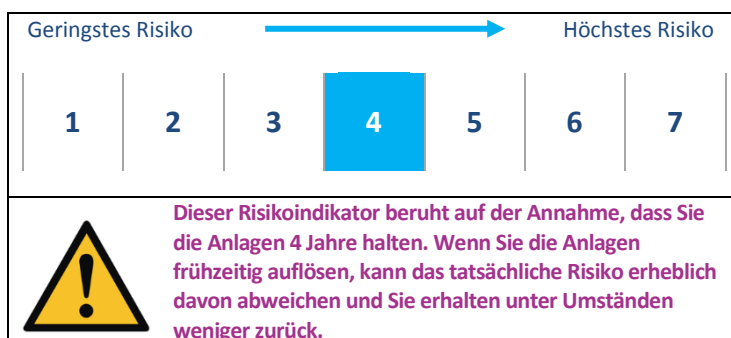 Geringstes Risiko Höchstes Risiko
1 2 3 4 5 6 7
Dieser Risikoindikator beruht auf der Annahme, dass Sie
die Anlagen 4 Jahre halten. Wenn Sie die Anlagen
frühzeitig auflösen, kann das tatsächliche Risiko erheblich
davon abweichen und Sie erhalten unter Umständen
weniger zurück.